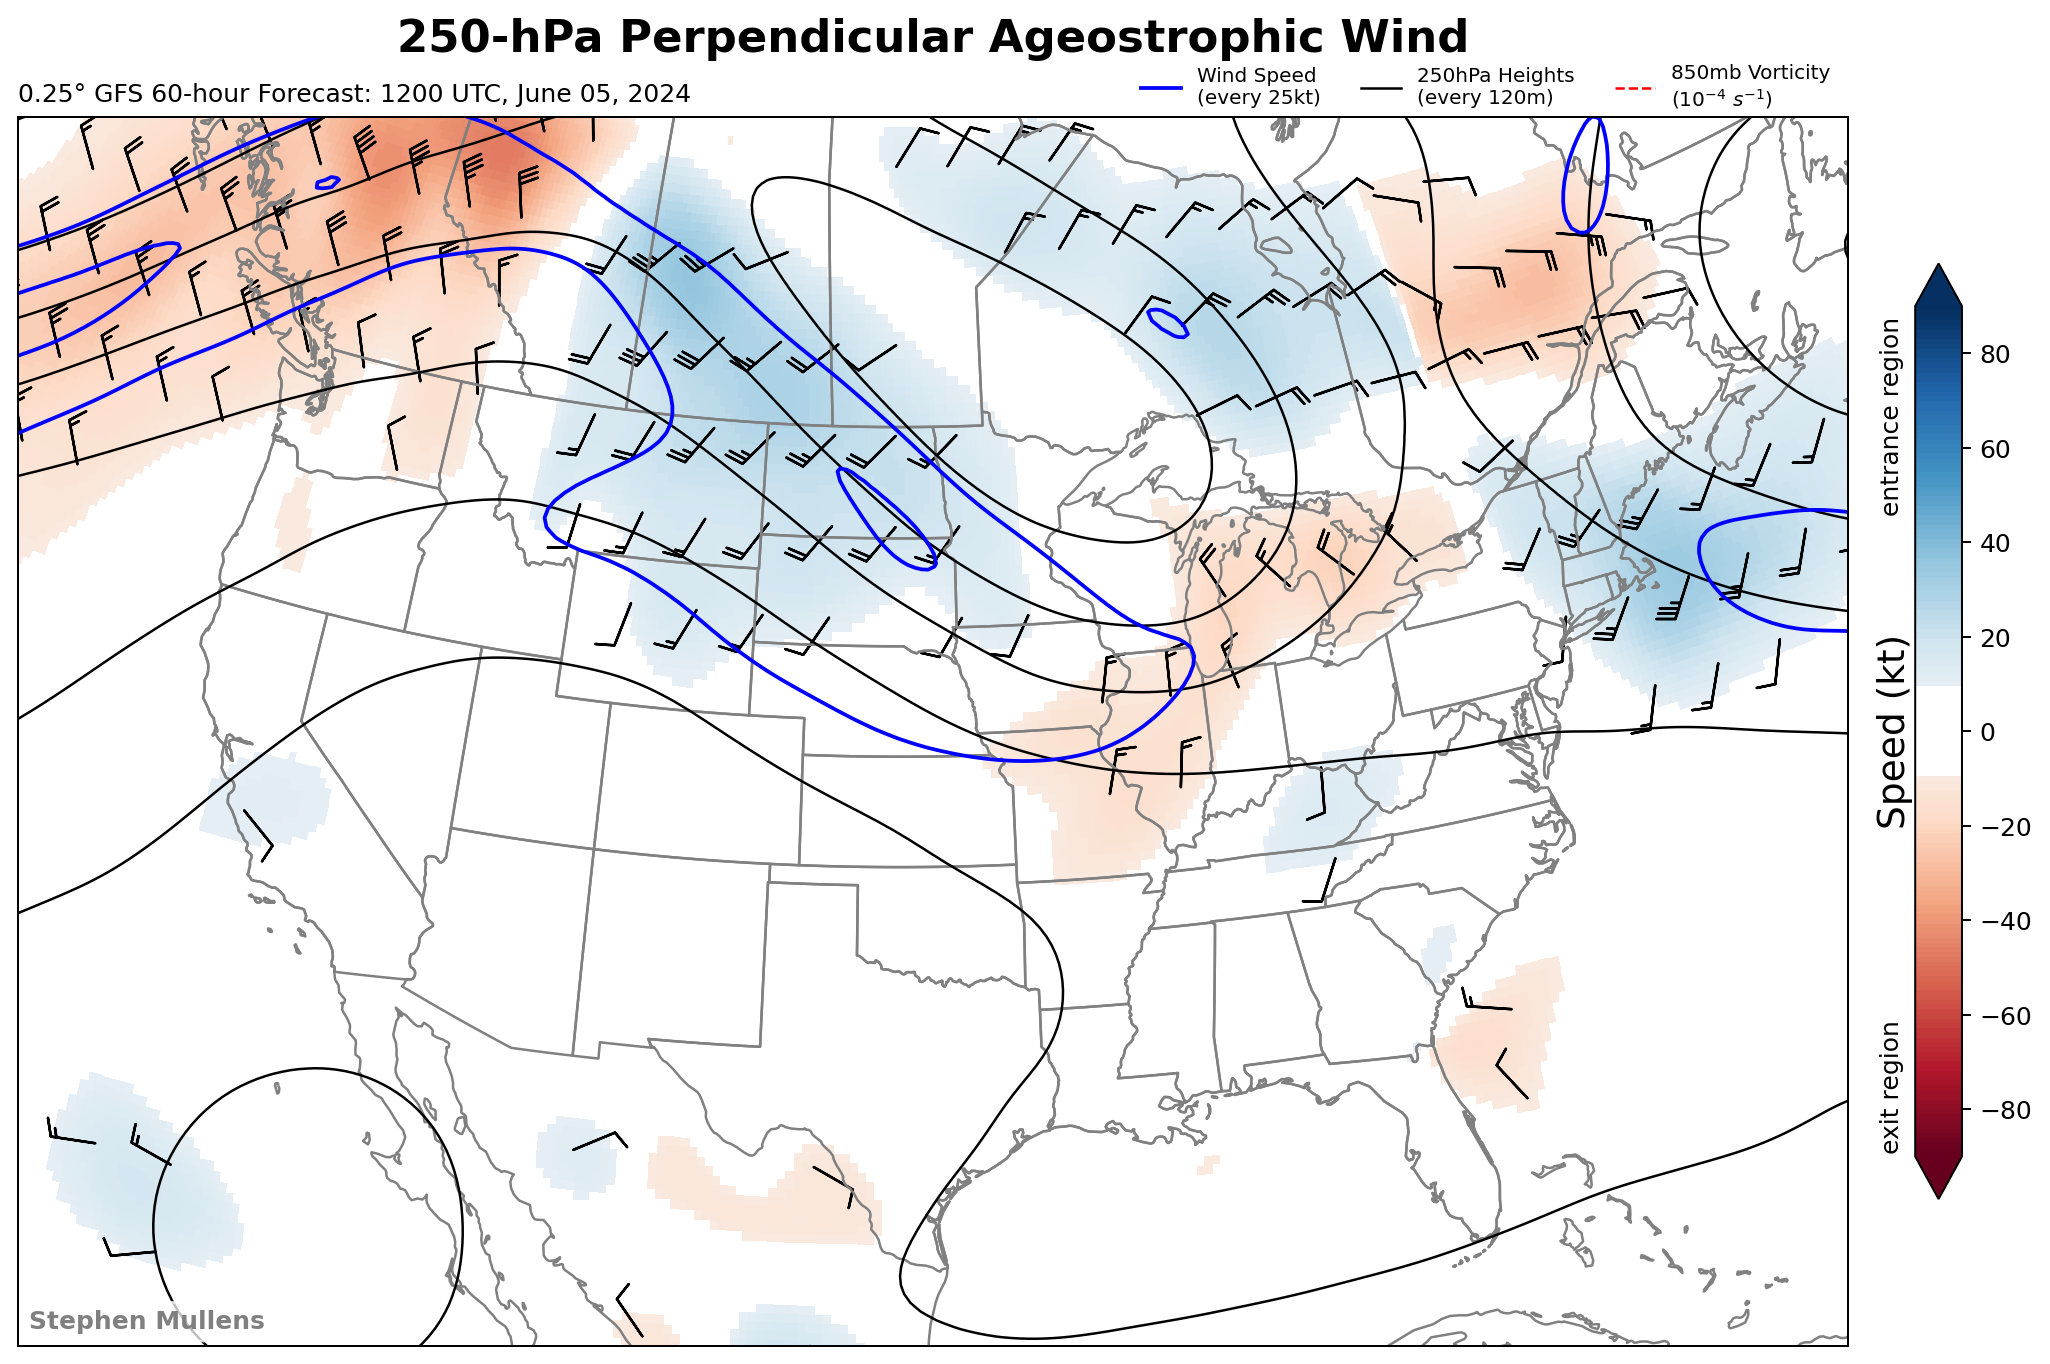 250-hPa Perpendicular Ageostrophic Wind
0.25° GFS 60-hour Forecast: 1200 UTC, June 05, 2024
Wind Speed
(every 25kt)
250hPa Heights
(every 120m)
850mb Vorticity
(10⁻⁴ s⁻¹)
entrance region
Speed (kt)
exit region
80
60
40
20
0
−20
−40
−60
−80
Stephen Mullens